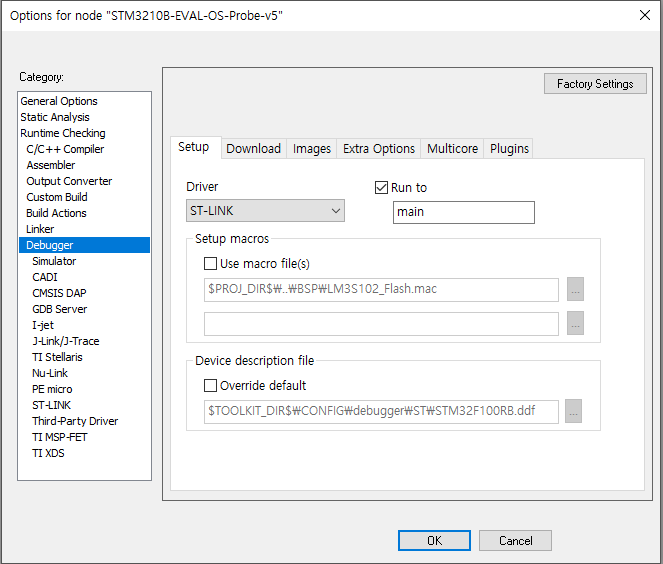 Options for node "STM3210B-EVAL-OS-Probe-v5"
Category:
General Options
Static Analysis
Runtime Checking
C/C++ Compiler
Assembler
Output Converter
Custom Build
Build Actions
Linker
Debugger
Simulator
CADI
CMSIS DAP
GDB Server
I-jet
J-Link/J-Trace
TI Stellaris
Nu-Link
PE micro
ST-LINK
Third-Party Driver
TI MSP-FET
TI XDS
Factory Settings
Setup Download Images Extra Options Multicore Plugins
Driver
ST-LINK
Run to
main
Setup macros
Use macro file(s)
$PROJ_DIR$₩..₩BSP₩LM3S102_Flash.mac
...
...
Device description file
Override default
$TOOLKIT_DIR$₩CONFIG₩debugger₩ST₩STM32F100RB.ddf
...
OK Cancel